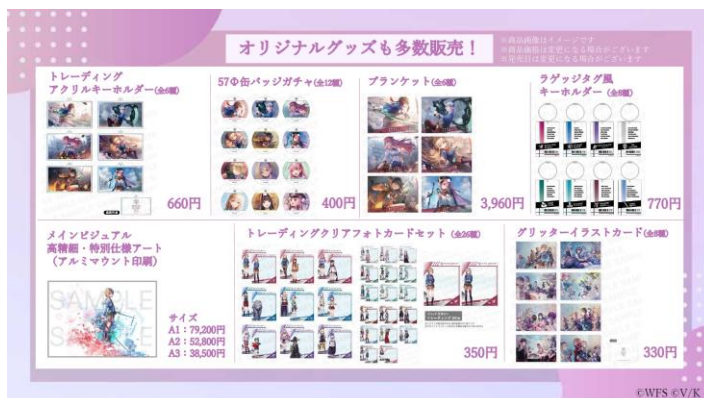 オリジナルグッズも多数販売！
※商品画像はイメージです
※商品価格は変更になる場合がございます
※発売日は変更になる場合がございます
トレーディング
アクリルキーホルダー(全6種)
660円
57Φ缶バッジガチャ(全12種)
400円
ブランケット(全6種)
3,960円
ラゲッジタグ風
キーホルダー(全8種)
770円
メインビジュアル
高精細・特別仕様アート
（アルミマウント印刷）
SAMPLE
サイズ
A1：79,200円
A2：52,800円
A3：38,500円
トレーディングクリアフォトカードセット(全26種)
350円
グリッターイラストカード(全8種)
330円
©WFS ©V/K